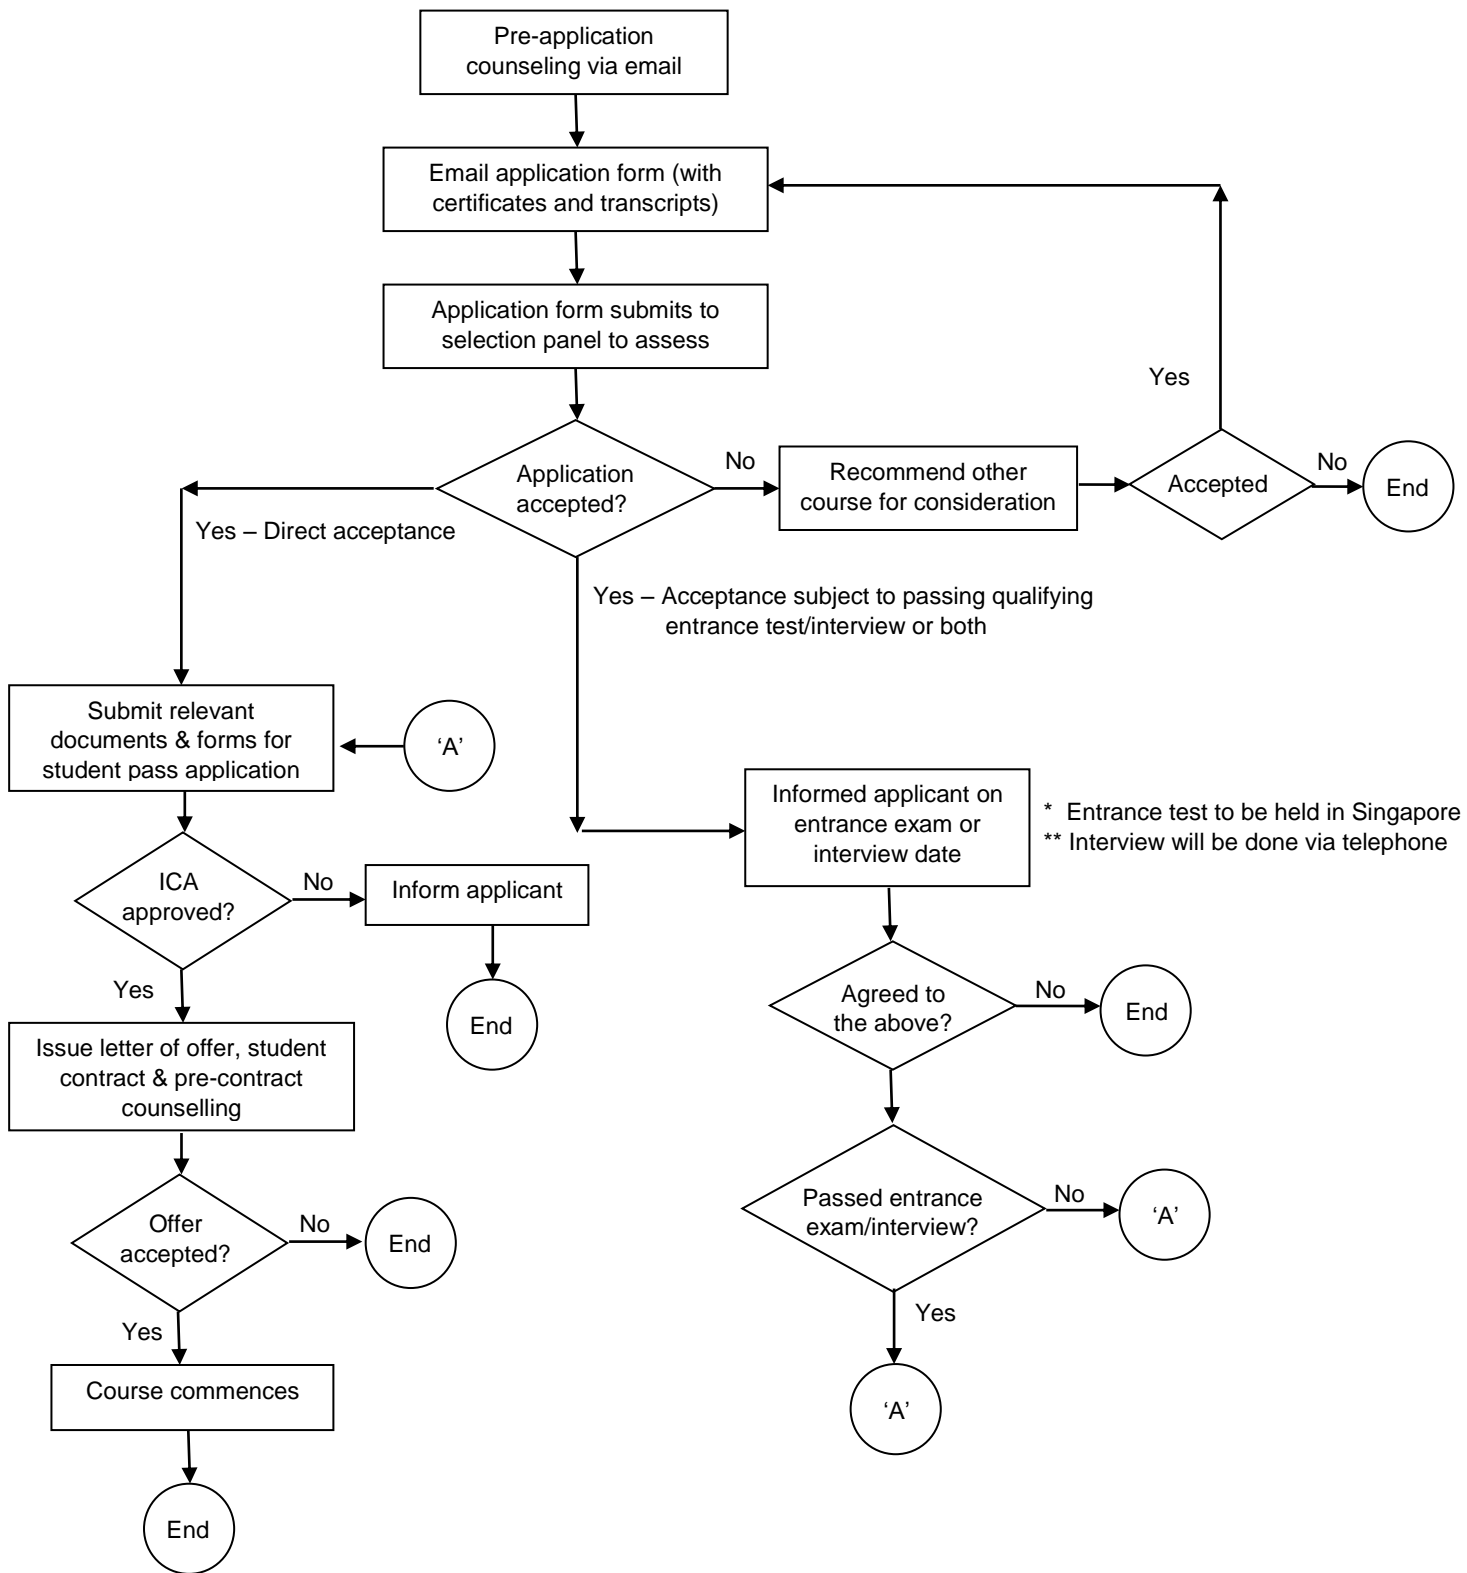 Pre-application
counseling via email
Email application form (with
certificates and transcripts)
Application form submits to
selection panel to assess
Yes
Application
accepted?
No
Recommend other
course for consideration
Accepted
No
End
Yes – Direct acceptance
Yes – Acceptance subject to passing qualifying
entrance test/interview or both
Submit relevant
documents & forms for
student pass application
‘A’
Informed applicant on
entrance exam or
interview date
* Entrance test to be held in Singapore
** Interview will be done via telephone
ICA
approved?
No
Inform applicant
End
Yes
Agreed to
the above?
No
End
Issue letter of offer, student
contract & pre-contract
counselling
Passed entrance
exam/interview?
No
‘A’
Offer
accepted?
No
End
Yes
Yes
Course commences
‘A’
End